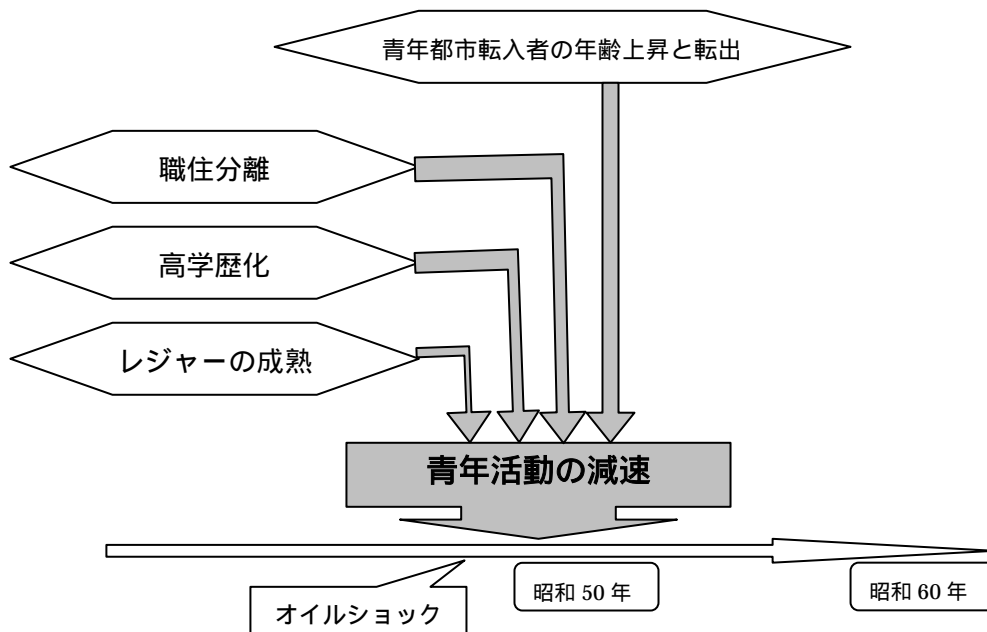 青年都市転入者の年齢上昇と転出
職住分離
高学歴化
レジャーの成熟
青年活動の減速
昭和 50 年
昭和 60 年
オイルショック